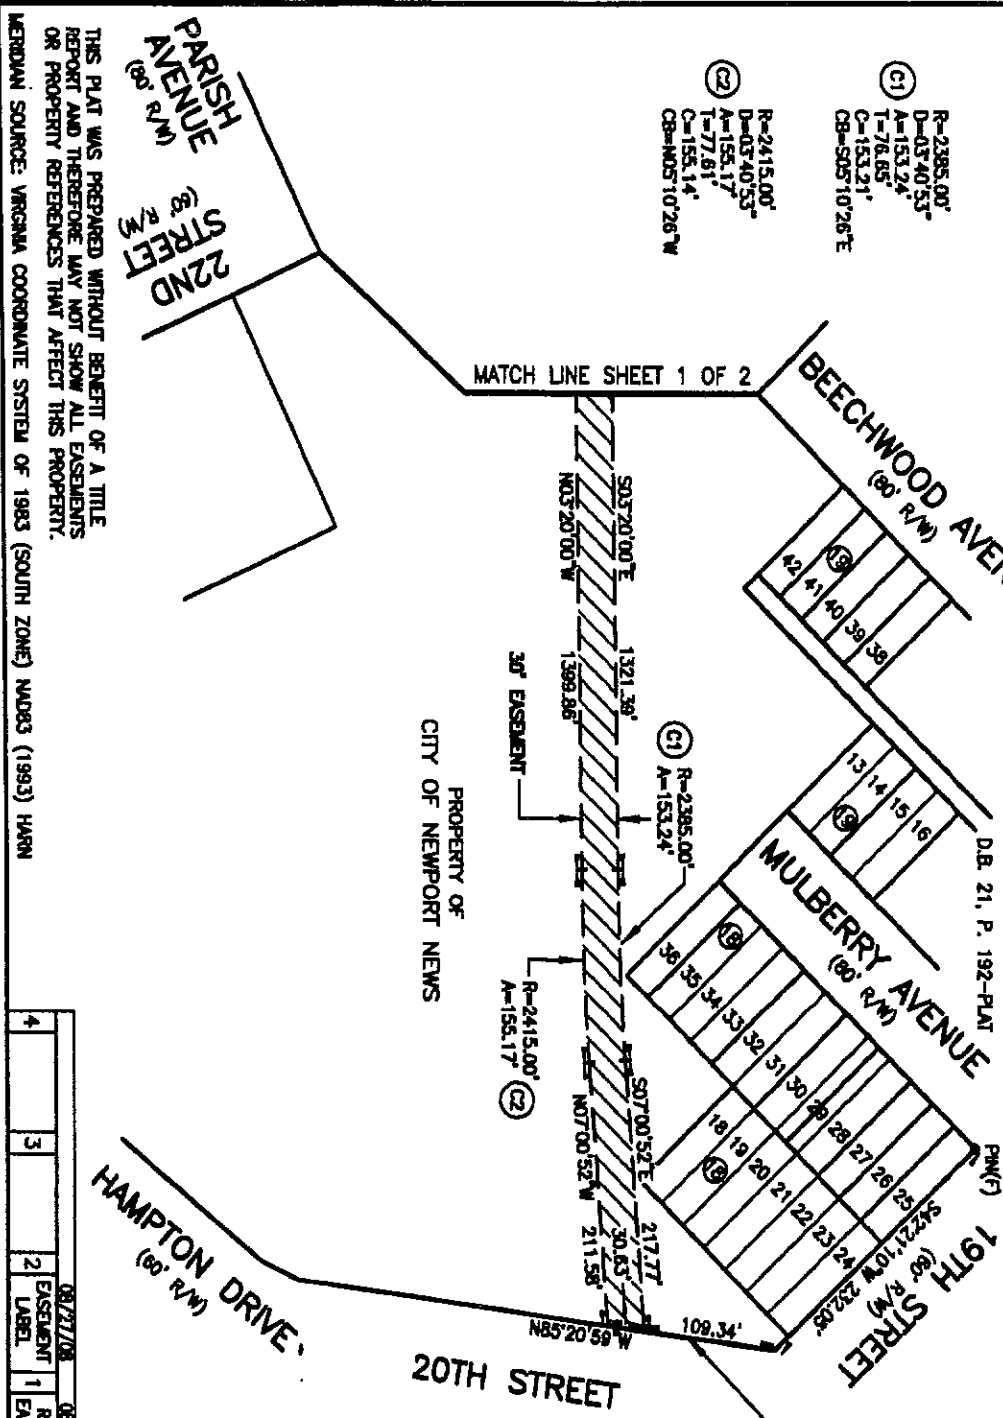 R=2385.00'
D=03°40'53"
C1 A=153.24'
T=76.65'
C=153.21'
CB=S05°10'26"E
R=2415.00'
D=03°40'53"
C2 A=155.17'
T=77.61'
C=155.14'
CB=N05°10'26"W
PARISH
AVENUE
(80' R/W)
22ND
STREET
(60' R/W)
MATCH LINE SHEET 1 OF 2
BEECHWOOD AVEN
(80' R/W)
19
42
41
40
39
38
D.B. 21, P. 192-PLAT
13
14
15
16
19
MULBERRY AVENUE
(80' R/W)
18
36
35
34
33
32
31
30
29
28
27
26
25
18
19
20
21
22
23
24
18
PIN(F)
S42°21'10"W 232.05'
19TH
STREET
(60' R/W)
S03°20'00"E
1321.39'
N03°20'00"W
1399.86'
30' EASEMENT
C1 R=2385.00'
A=153.24'
R=2415.00'
A=155.17' C2
S07°00'52"E
217.77'
N07°00'52"W
30.63'
211.58'
N85°20'59"W
109.34'
PROPERTY OF
CITY OF NEWPORT NEWS
HAMPTON DRIVE
(60' R/W)
20TH STREET
THIS PLAT WAS PREPARED WITHOUT BENEFIT OF A TITLE
REPORT AND THEREFORE MAY NOT SHOW ALL EASEMENTS
OR PROPERTY REFERENCES THAT AFFECT THIS PROPERTY.
MERIDIAN SOURCE: VIRGINIA COORDINATE SYSTEM OF 1983 (SOUTH ZONE) NAD83 (1993) HARN
08/27/08
4
3
2
EASEMENT
LABEL
1
R
EA